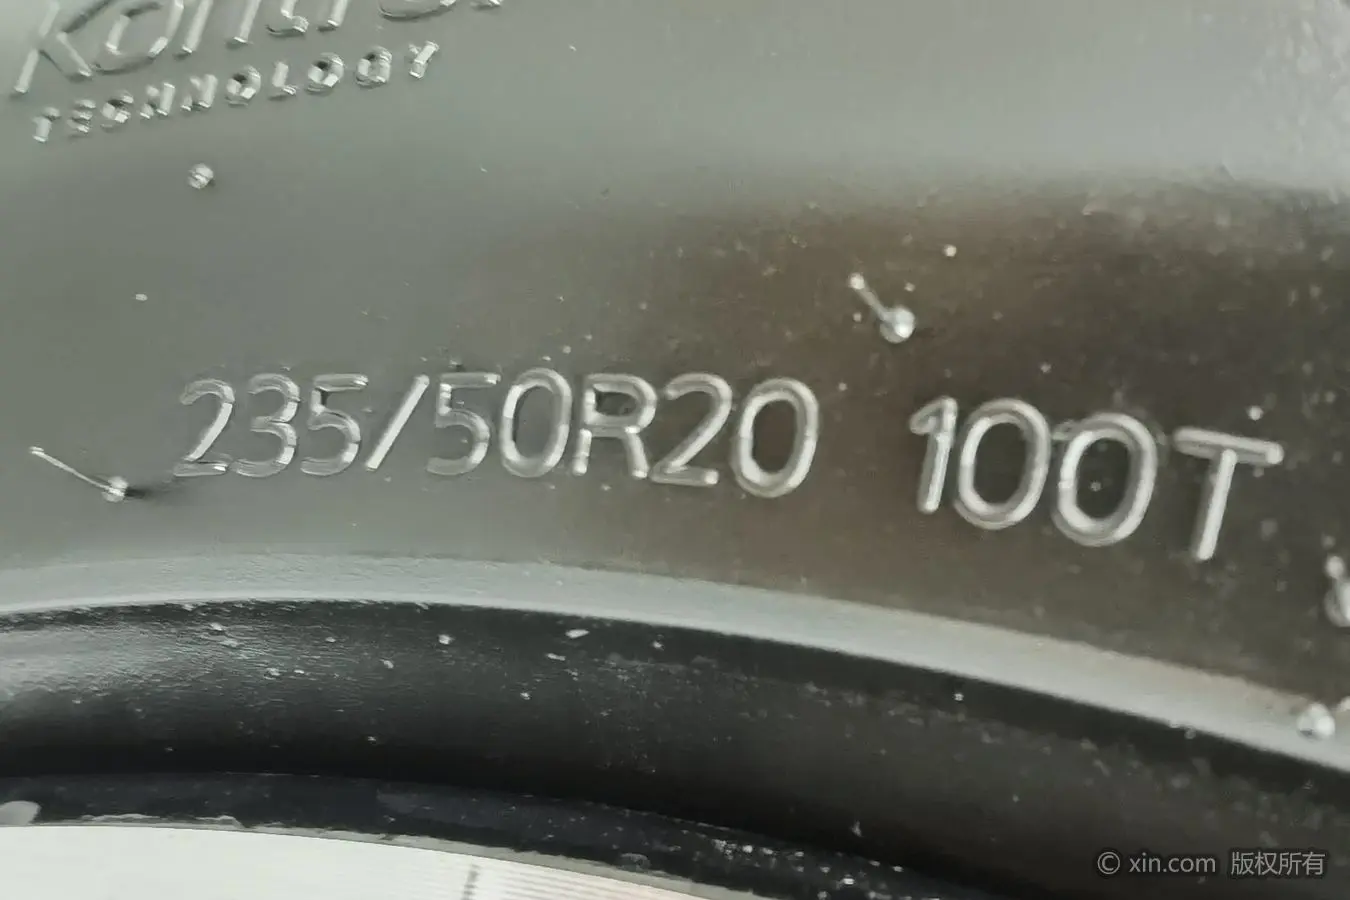 TECHNOLOGY
235/50R20 100T
© xin.com 版权所有